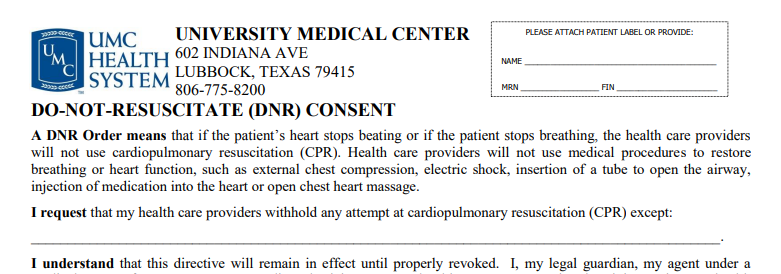 UMC
UMC
HEALTH
SYSTEM
™
UNIVERSITY MEDICAL CENTER
602 INDIANA AVE
LUBBOCK, TEXAS 79415
806-775-8200
PLEASE ATTACH PATIENT LABEL OR PROVIDE:
NAME ________________________________
MRN ______________ FIN __________________
DO-NOT-RESUSCITATE (DNR) CONSENT
A DNR Order means that if the patient’s heart stops beating or if the patient stops breathing, the health care providers
will not use cardiopulmonary resuscitation (CPR). Health care providers will not use medical procedures to restore
breathing or heart function, such as external chest compression, electric shock, insertion of a tube to open the airway,
injection of medication into the heart or open chest heart massage.
I request that my health care providers withhold any attempt at cardiopulmonary resuscitation (CPR) except:
____________________________________________________________________________________.
I understand that this directive will remain in effect until properly revoked. I, my legal guardian, my agent under a